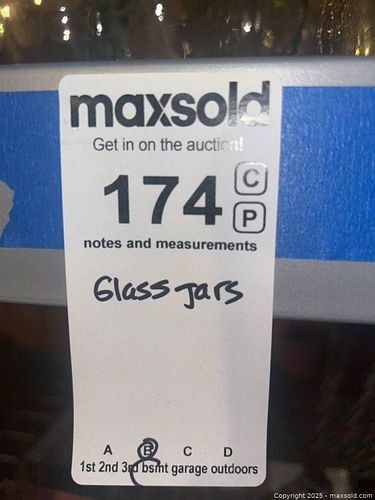 maxsold
Get in on the auction!
174
C
P
notes and measurements
Glass Jars
A B C D
1st 2nd 3rd bsmt garage outdoors
Copyright 2025 - maxsold.com